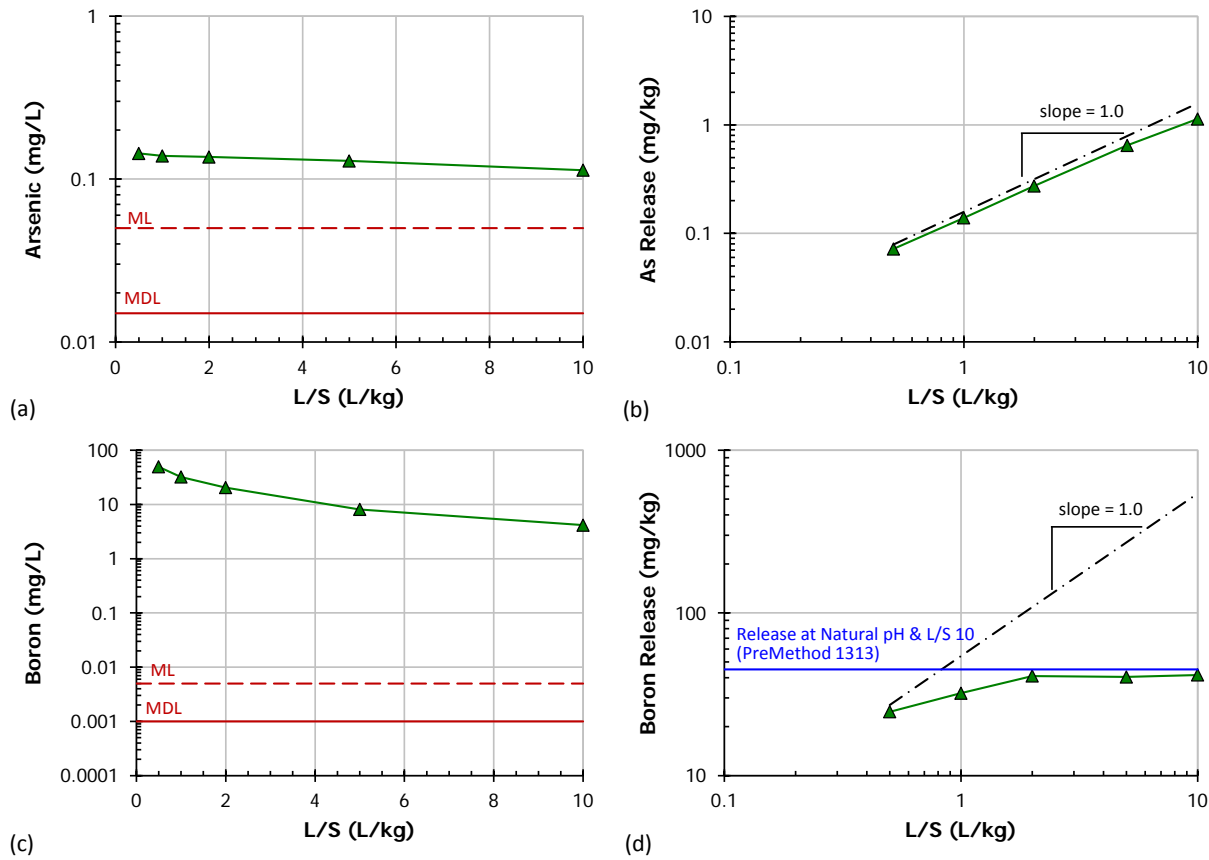 1
0.1
0.01
Arsenic (mg/L)
ML
MDL
0
2
4
6
8
10
L/S (L/kg)
(a)
10
1
0.1
0.01
As Release (mg/kg)
slope = 1.0
0.1
1
10
L/S (L/kg)
(b)
100
10
1
0.1
0.01
0.001
0.0001
Boron (mg/L)
ML
MDL
0
2
4
6
8
10
L/S (L/kg)
(c)
1000
100
10
Boron Release (mg/kg)
slope = 1.0
Release at Natural pH & L/S 10
(PreMethod 1313)
0.1
1
10
L/S (L/kg)
(d)